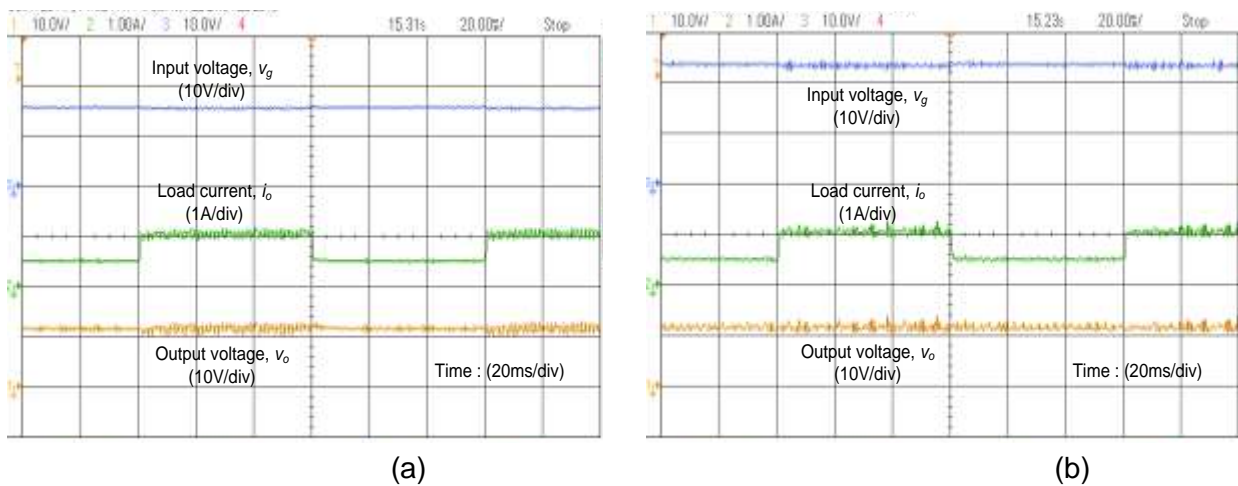 1 10.0V/ 2 1.00A/ 3 10.0V/ 4 15.31s 20.00ms/ Stop
Input voltage, vg
(10V/div)
Load current, io
(1A/div)
Output voltage, vo
(10V/div)
Time : (20ms/div)
(a)
1 10.0V/ 2 1.00A/ 3 10.0V/ 4 15.23s 20.00ms/ Stop
Input voltage, vg
(10V/div)
Load current, io
(1A/div)
Output voltage, vo
(10V/div)
Time : (20ms/div)
(b)